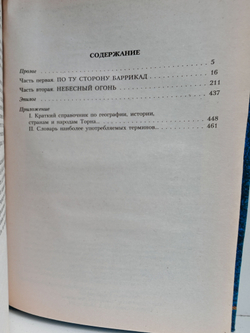 СОДЕРЖАНИЕ
Пролог 5
Часть первая. ПО ТУ СТОРОНУ БАРРИКАД 16
Часть вторая. НЕБЕСНЫЙ ОГОНЬ 211
Эпилог 437
Приложение
I. Краткий справочник по географии, истории,
странам и народам Торна 448
II. Словарь наиболее употребляемых терминов 461